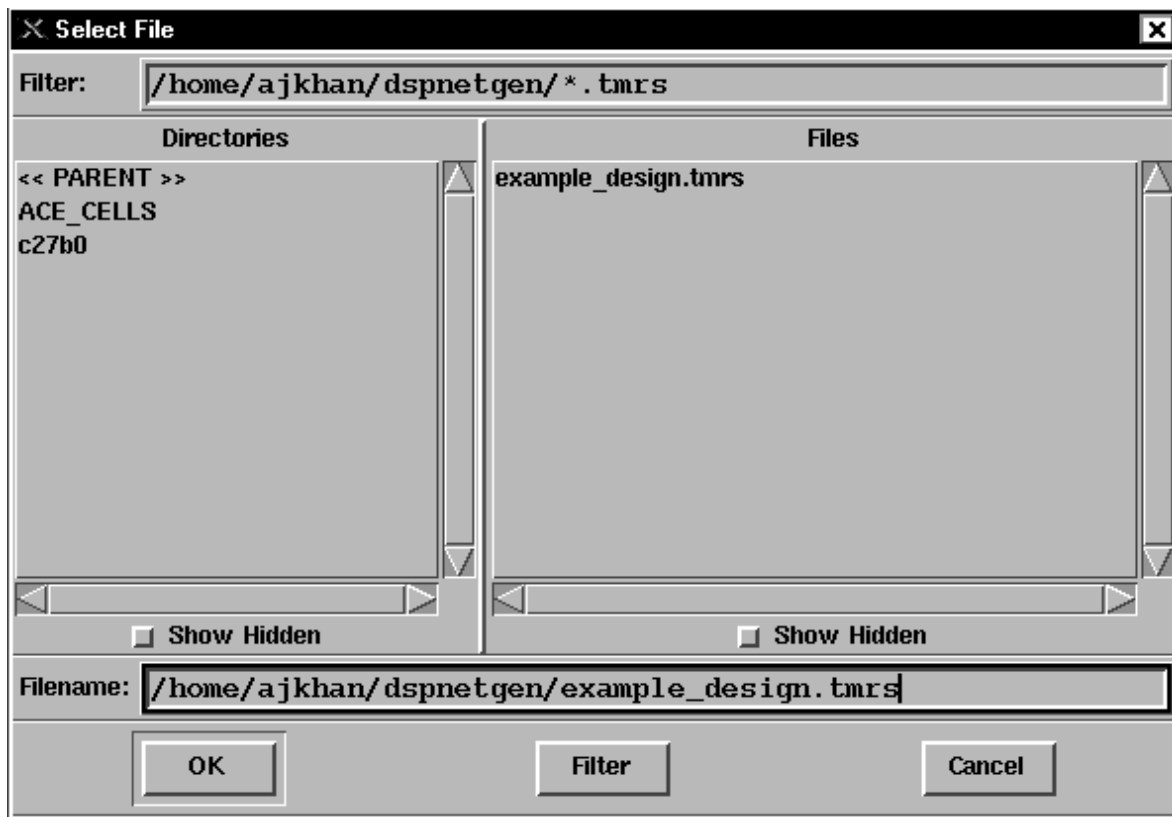 Select File
Filter: /home/ajkhan/dspnetgen/*.tmrs
Directories
<< PARENT >>
ACE_CELLS
c27b0
Show Hidden
Files
example_design.tmrs
Show Hidden
Filename: /home/ajkhan/dspnetgen/example_design.tmrs
OK Filter Cancel